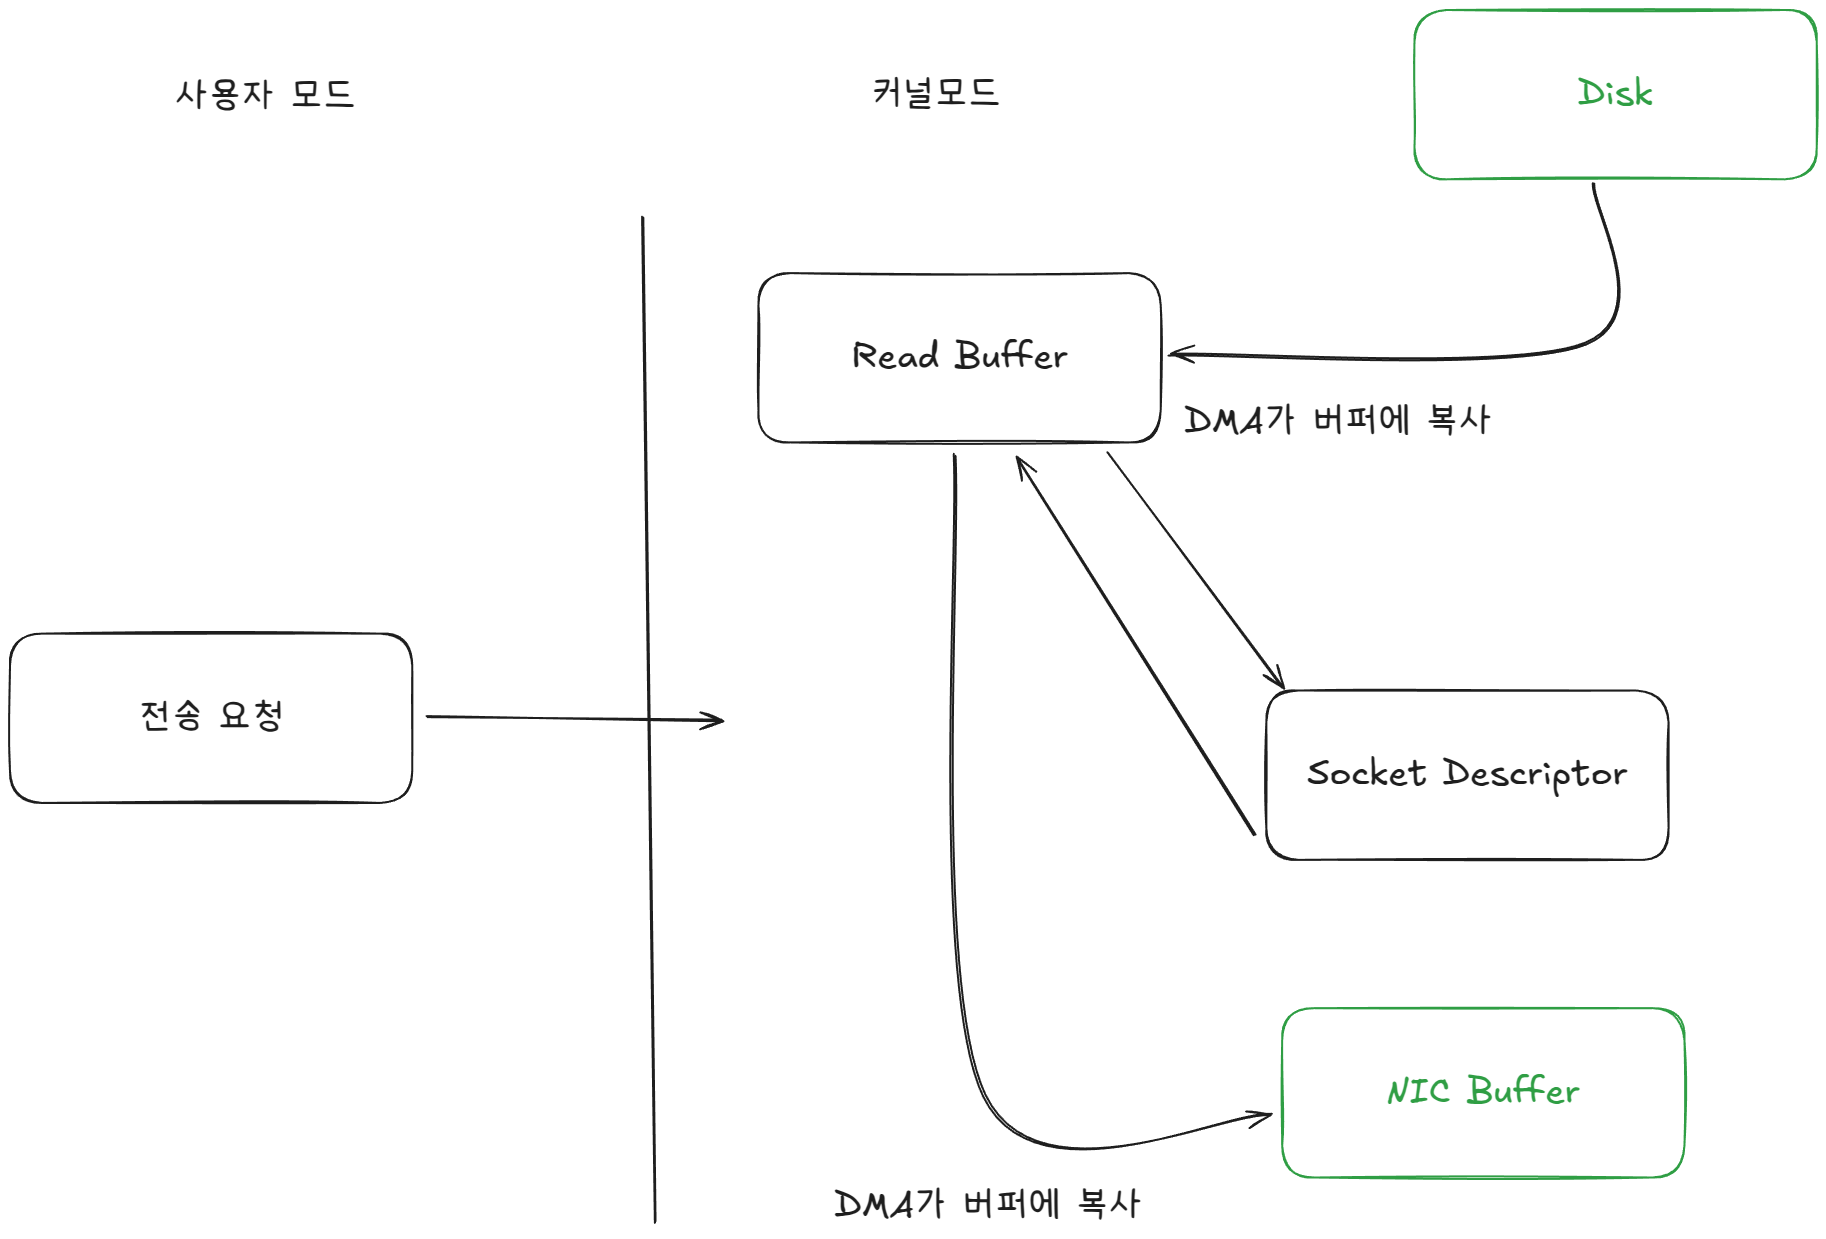 사용자 모드
커널모드
Disk
Read Buffer
DMA가 버퍼에 복사
전송 요청
Socket Descriptor
NIC Buffer
DMA가 버퍼에 복사